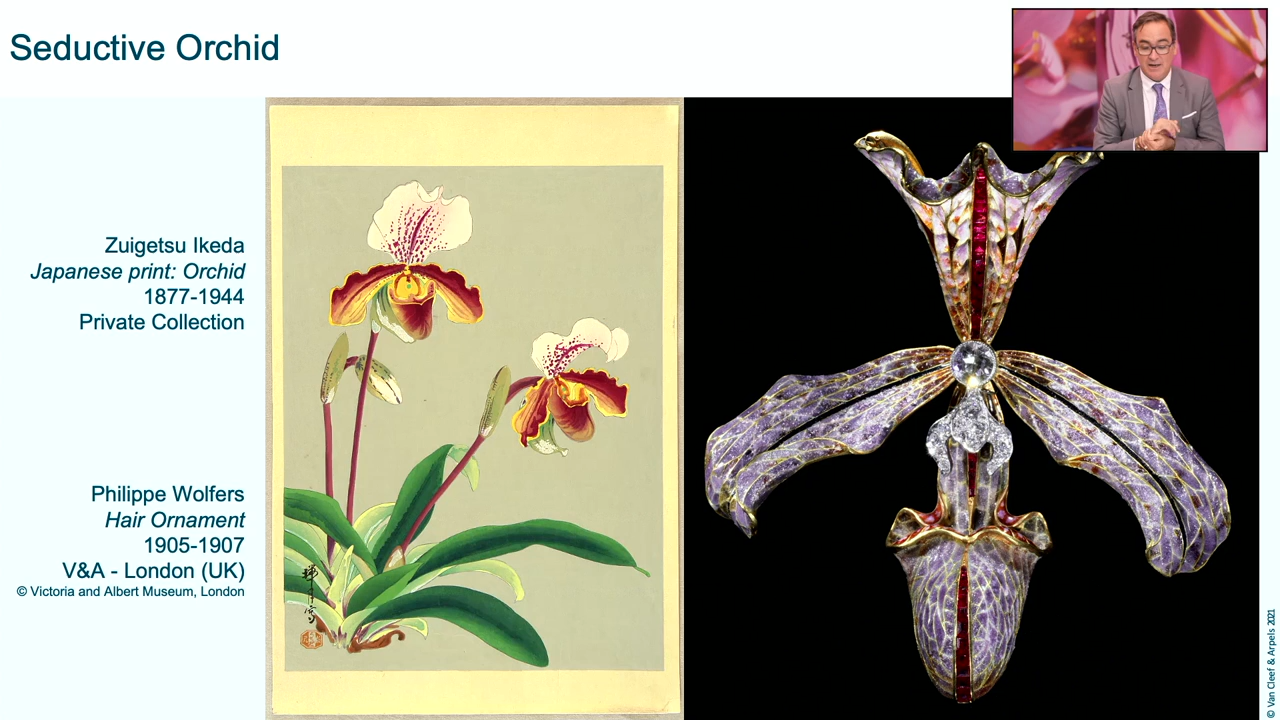 Seductive Orchid
Zuigetsu Ikeda
Japanese print: Orchid
1877-1944
Private Collection
Philippe Wolfers
Hair Ornament
1905-1907
V&A - London (UK)
© Victoria and Albert Museum, London
© Van Cleef & Arpels 2021